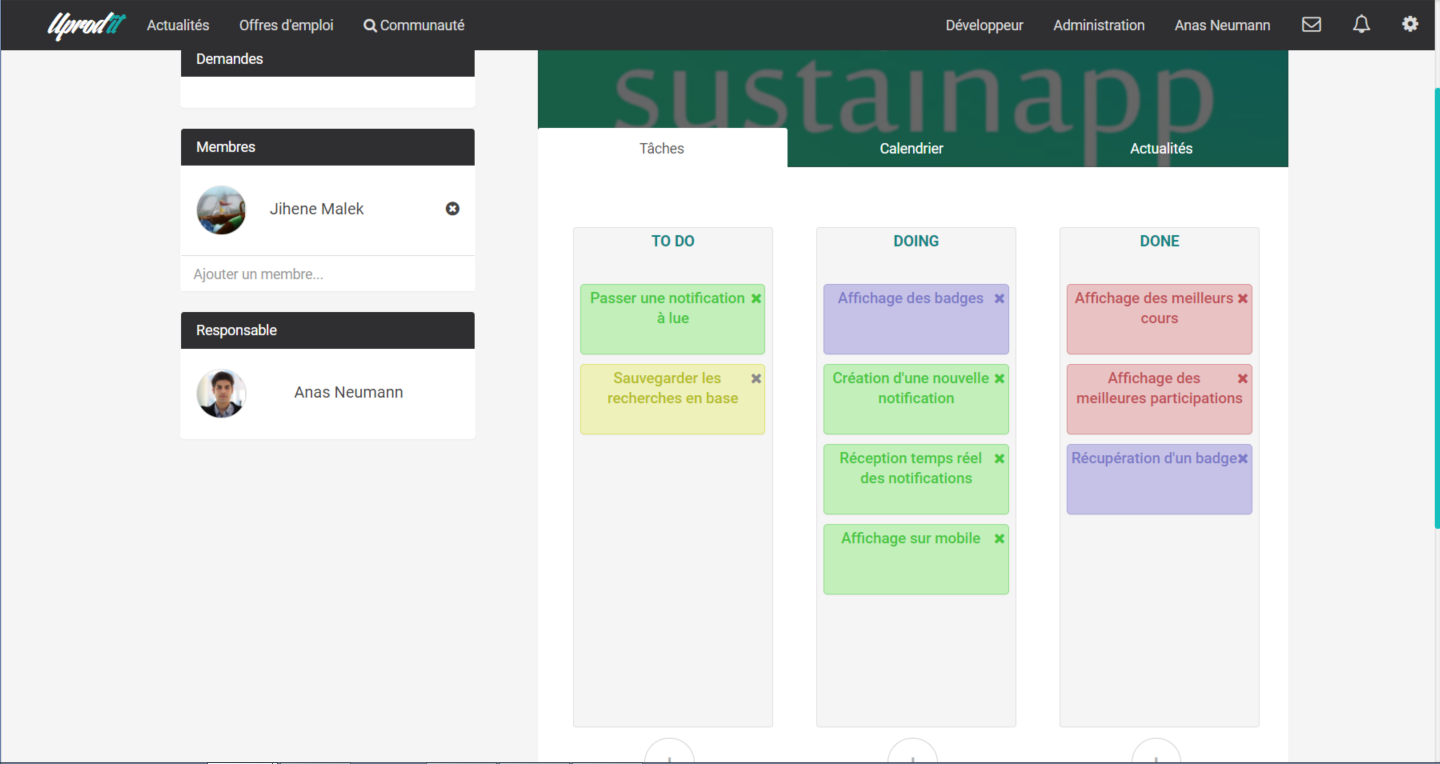 Uprodit
Actualités
Offres d'emploi
Communauté
Développeur
Administration
Anas Neumann
Demandes
Membres
Jihene Malek
Ajouter un membre...
Responsable
Anas Neumann
sustainapp
Tâches
Calendrier
Actualités
TO DO
Passer une notification
à lue
Sauvegarder les
recherches en base
DOING
Affichage des badges
Création d'une nouvelle
notification
Réception temps réel
des notifications
Affichage sur mobile
DONE
Affichage des meilleurs
cours
Affichage des
meilleures participations
Récupération d'un badge